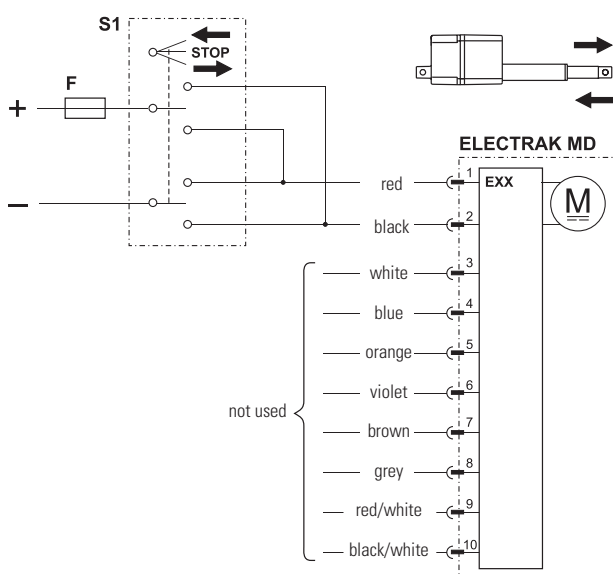 S1
STOP
F
+
−
ELECTRAK MD
EXX
M
red 1
black 2
white 3
blue 4
orange 5
violet 6
brown 7
grey 8
red/white 9
black/white 10
not used